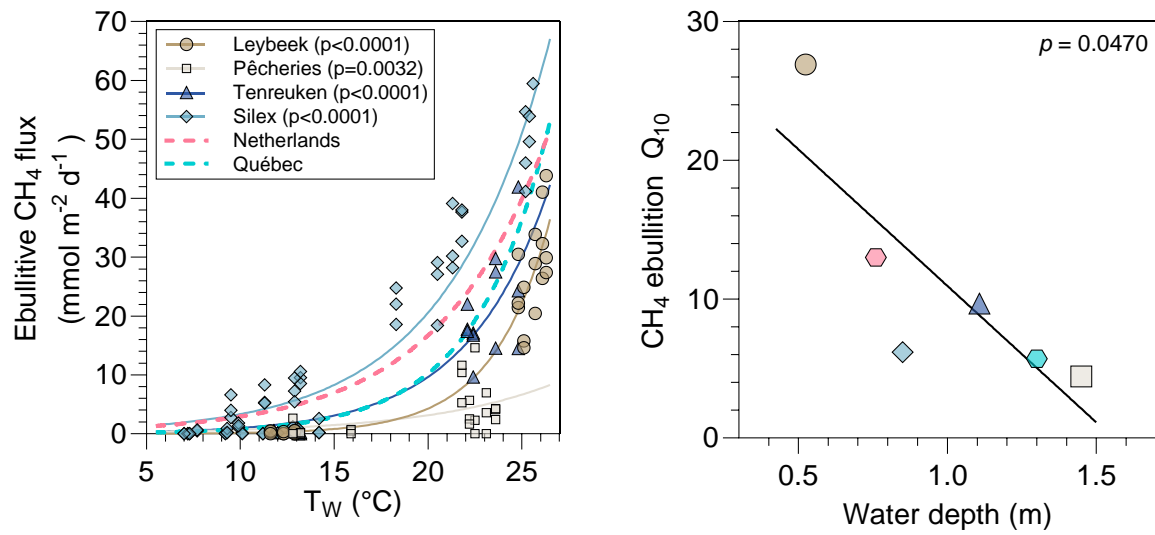 Ebullitive CH4 flux
(mmol m-2 d-1)
70
60
50
40
30
20
10
0
Leybeek (p<0.0001)
Pêcheries (p=0.0032)
Tenreuken (p<0.0001)
Silex (p<0.0001)
Netherlands
Québec
5 10 15 20 25
TW (°C)
CH4 ebullition Q10
30
20
10
0
p = 0.0470
0.5 1.0 1.5
Water depth (m)